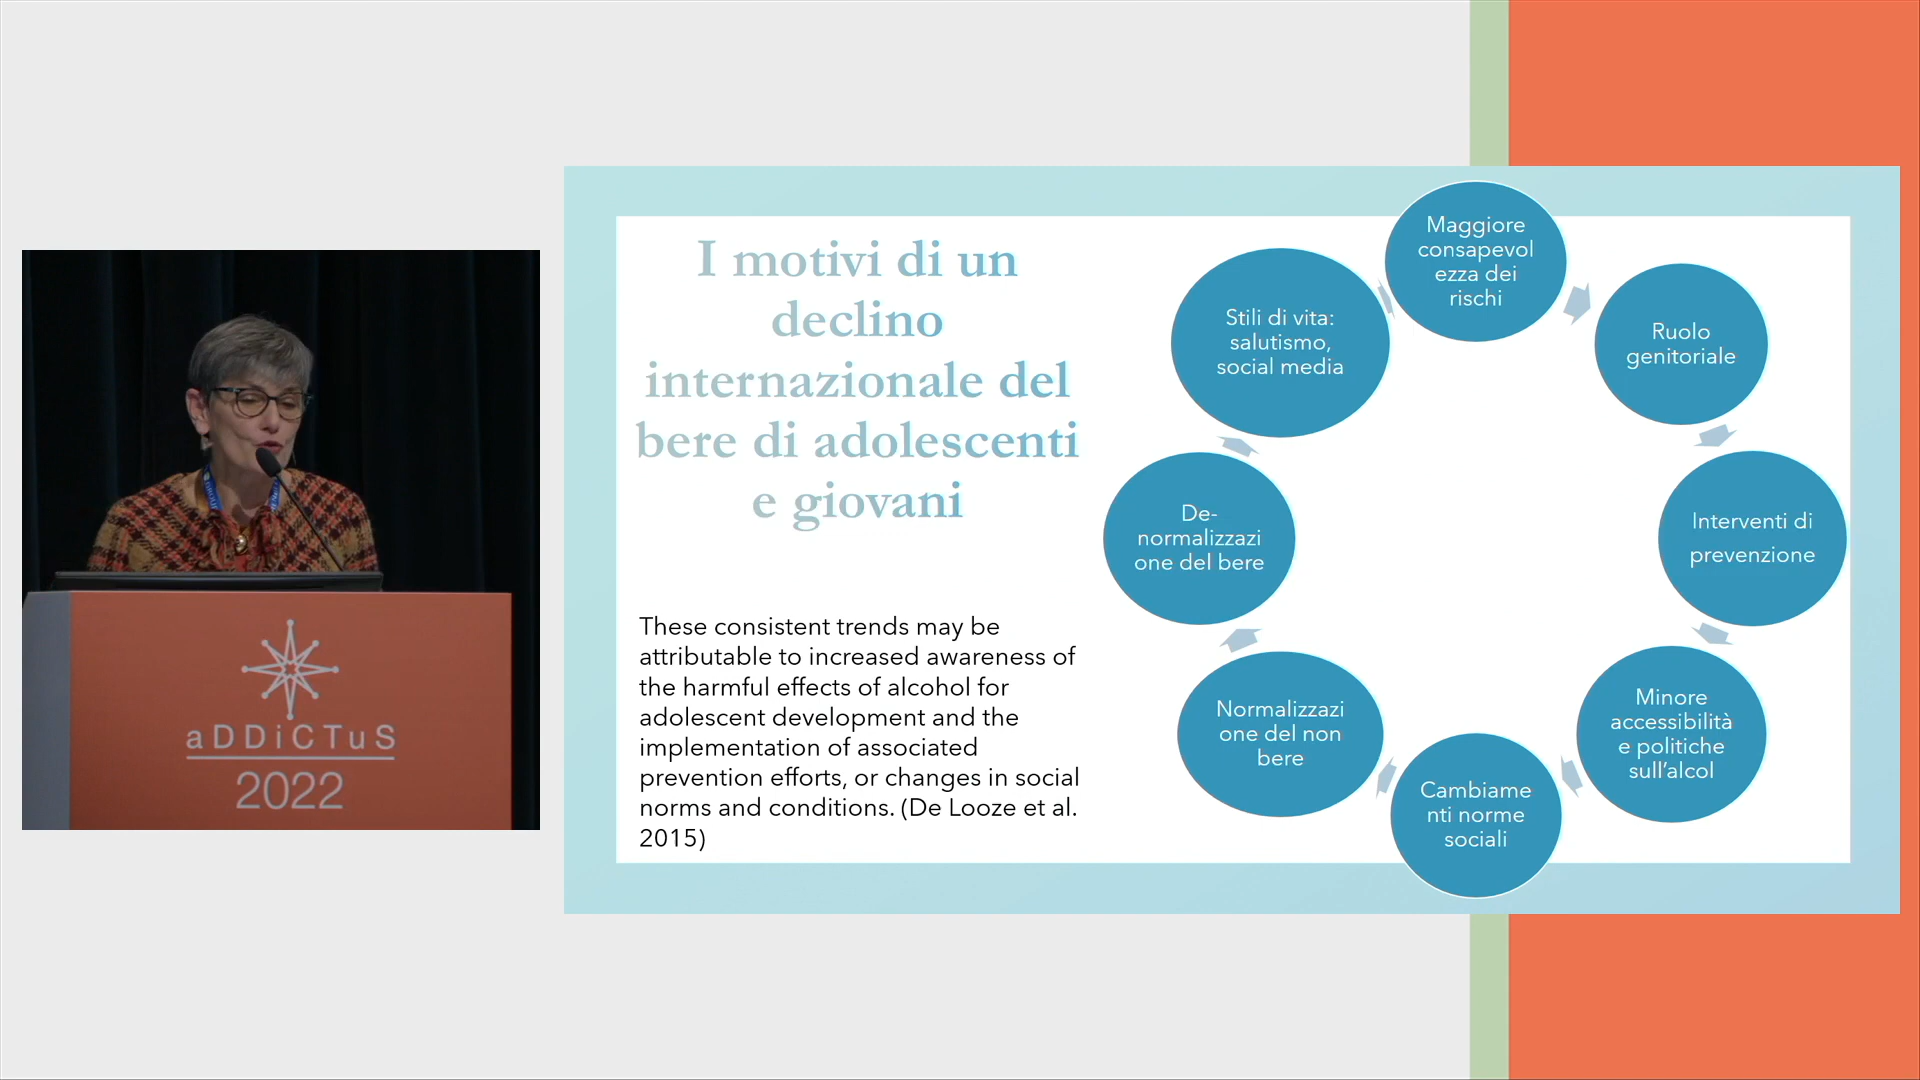 I motivi di un
declino
internazionale del
bere di adolescenti
e giovani
These consistent trends may be
attributable to increased awareness of
the harmful effects of alcohol for
adolescent development and the
implementation of associated
prevention efforts, or changes in social
norms and conditions. (De Looze et al.
2015)
Maggiore
consapevol
ezza dei
rischi
Ruolo
genitoriale
Interventi di
prevenzione
Minore
accessibilità
e politiche
sull'alcol
Cambiame
nti norme
sociali
Normalizzazi
one del non
bere
De-
normalizzazi
one del bere
Stili di vita:
salutismo,
social media
aDDiCTuS
2022